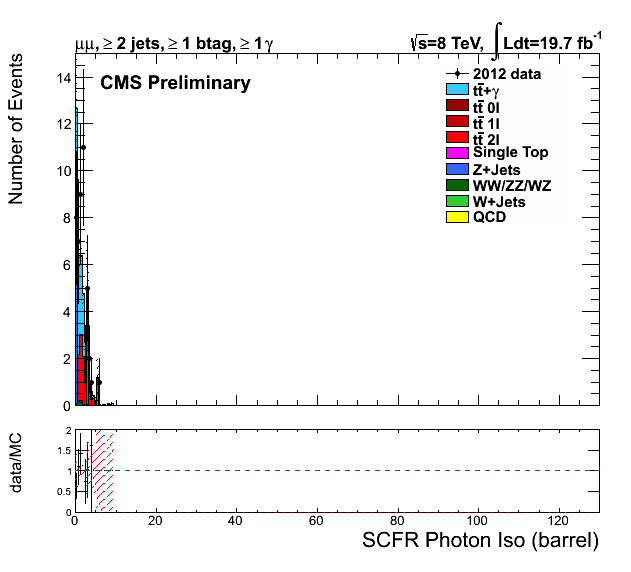 μμ, ≥ 2 jets, ≥ 1 btag, ≥ 1 γ
√s=8 TeV, ∫Ldt=19.7 fb⁻¹
CMS Preliminary
Number of Events
14
12
10
8
6
4
2
0
2012 data
tt̄+γ
tt̄ 0l
tt̄ 1l
tt̄ 2l
Single Top
Z+Jets
WW/ZZ/WZ
W+Jets
QCD
data/MC
2
1.5
1
0.5
0
0 20 40 60 80 100 120
SCFR Photon Iso (barrel)